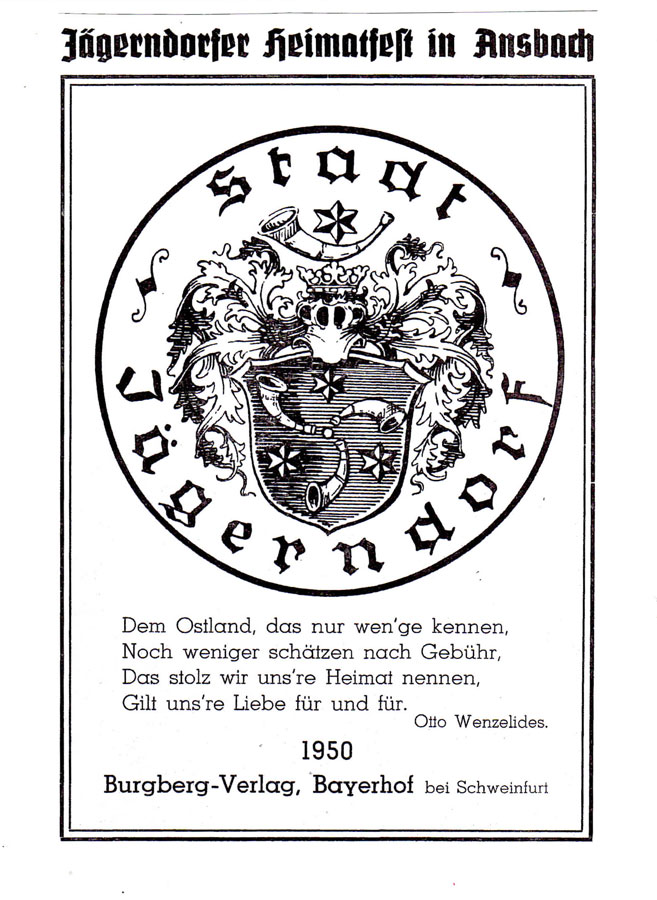 Jägerndorfer Heimatfest in Ansbach
Stadt
Jägerndorf
Dem Ostland, das nur wen'ge kennen,
Noch weniger schätzen nach Gebühr,
Das stolz wir uns're Heimat nennen,
Gilt uns're Liebe für und für.
Otto Wenzelides.
1950
Burgberg-Verlag, Bayerhof bei Schweinfurt